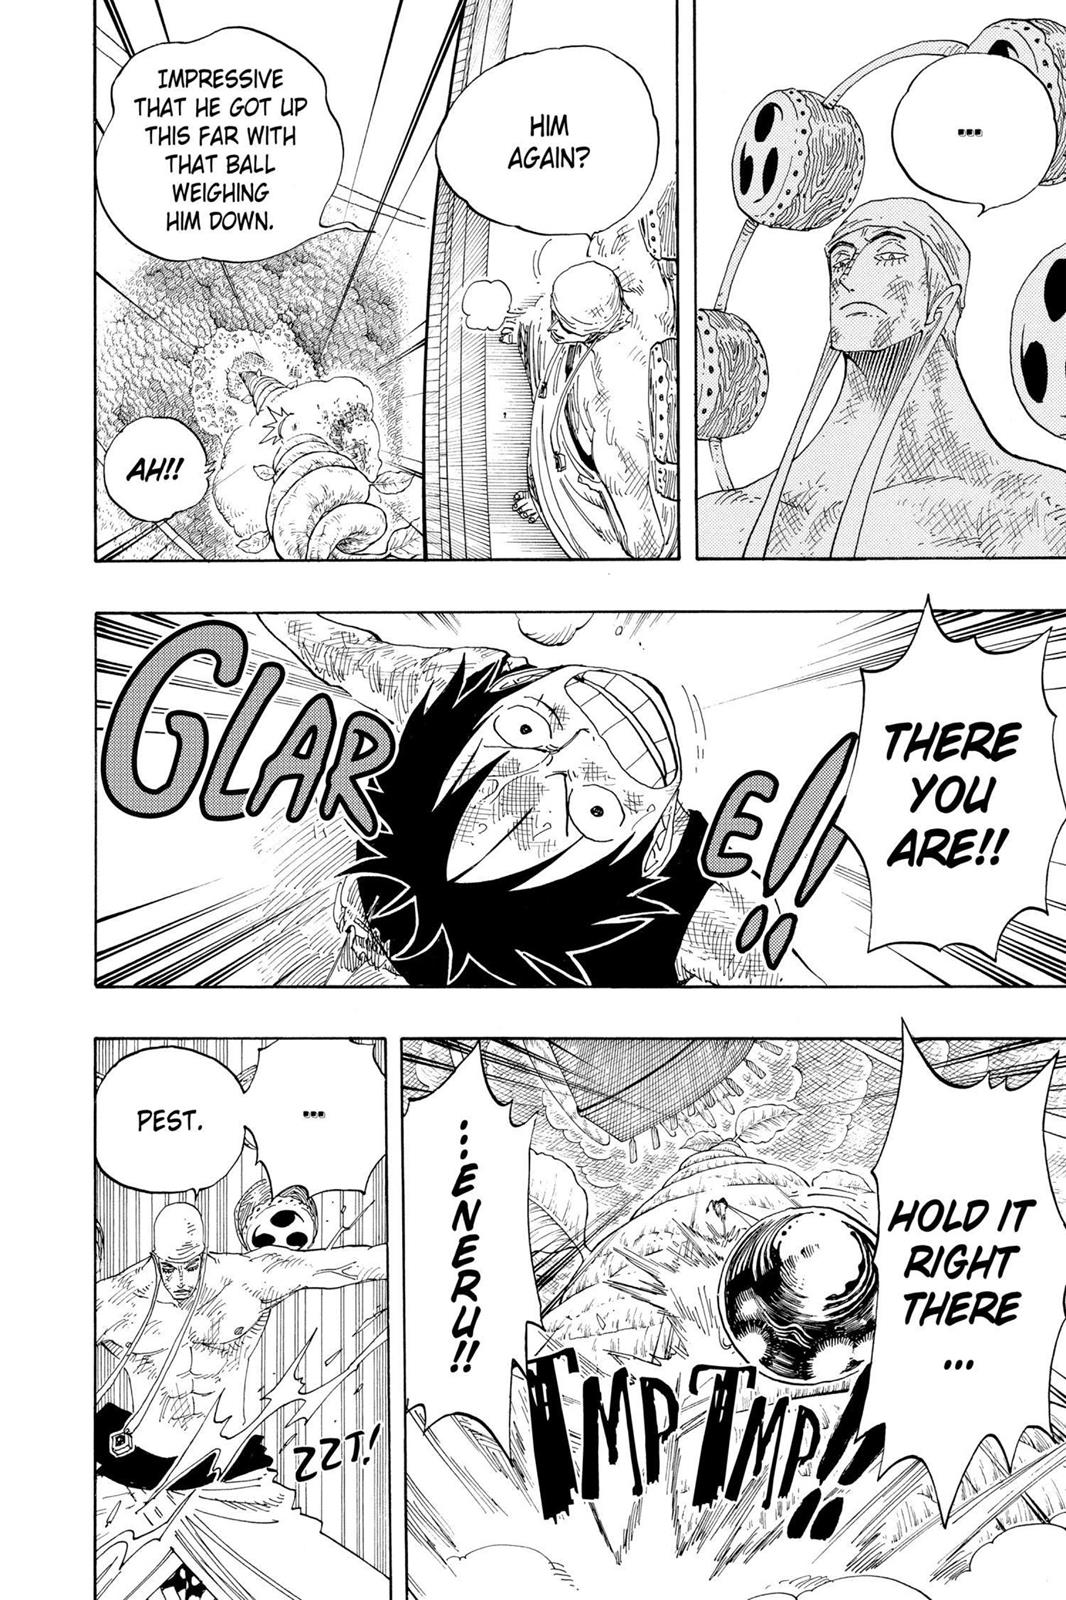 ...
HIM
AGAIN?
IMPRESSIVE
THAT HE GOT UP
THIS FAR WITH
THAT BALL
WEIGHING
HIM DOWN.
AH!!
THERE
YOU
ARE!!
GLARE!!
HOLD IT
RIGHT
THERE
...
...ENERU!!
TMP TMP!!
...
PEST.
ZZT!